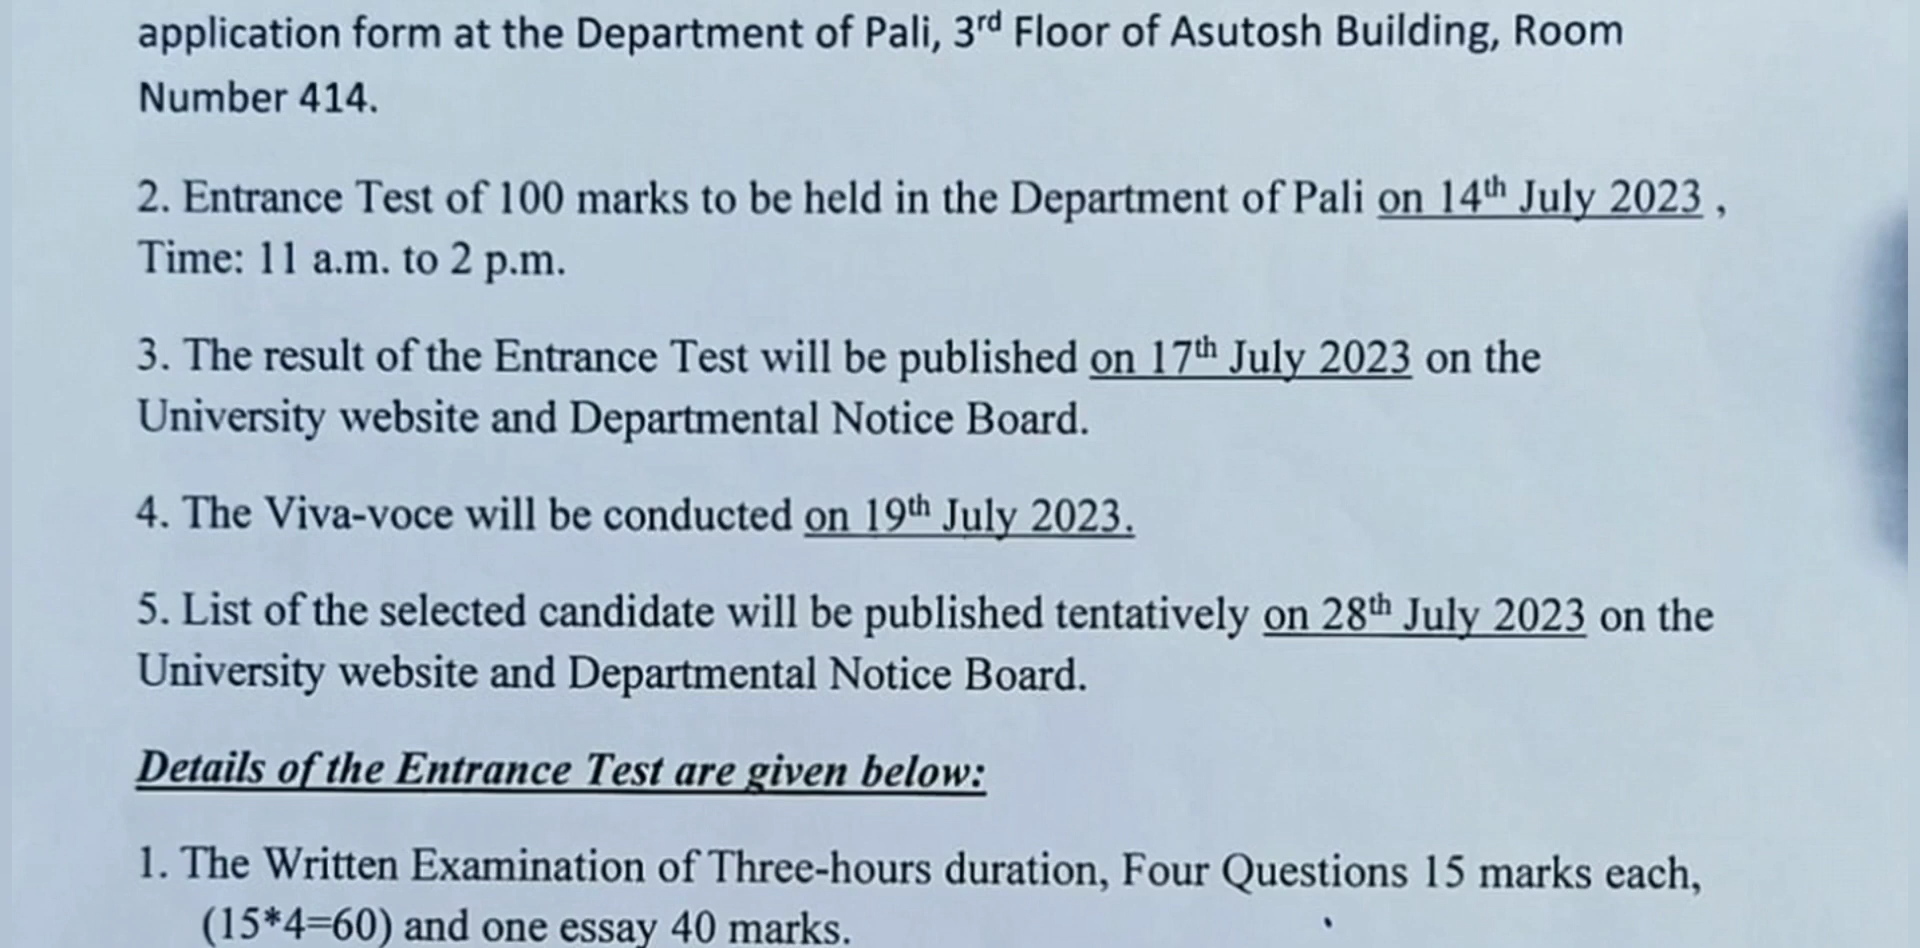 application form at the Department of Pali, 3rd Floor of Asutosh Building, Room
Number 414.
2. Entrance Test of 100 marks to be held in the Department of Pali on 14th July 2023 ,
Time: 11 a.m. to 2 p.m.
3. The result of the Entrance Test will be published on 17th July 2023 on the
University website and Departmental Notice Board.
4. The Viva-voce will be conducted on 19th July 2023.
5. List of the selected candidate will be published tentatively on 28th July 2023 on the
University website and Departmental Notice Board.
Details of the Entrance Test are given below:
1. The Written Examination of Three-hours duration, Four Questions 15 marks each,
(15*4=60) and one essay 40 marks.